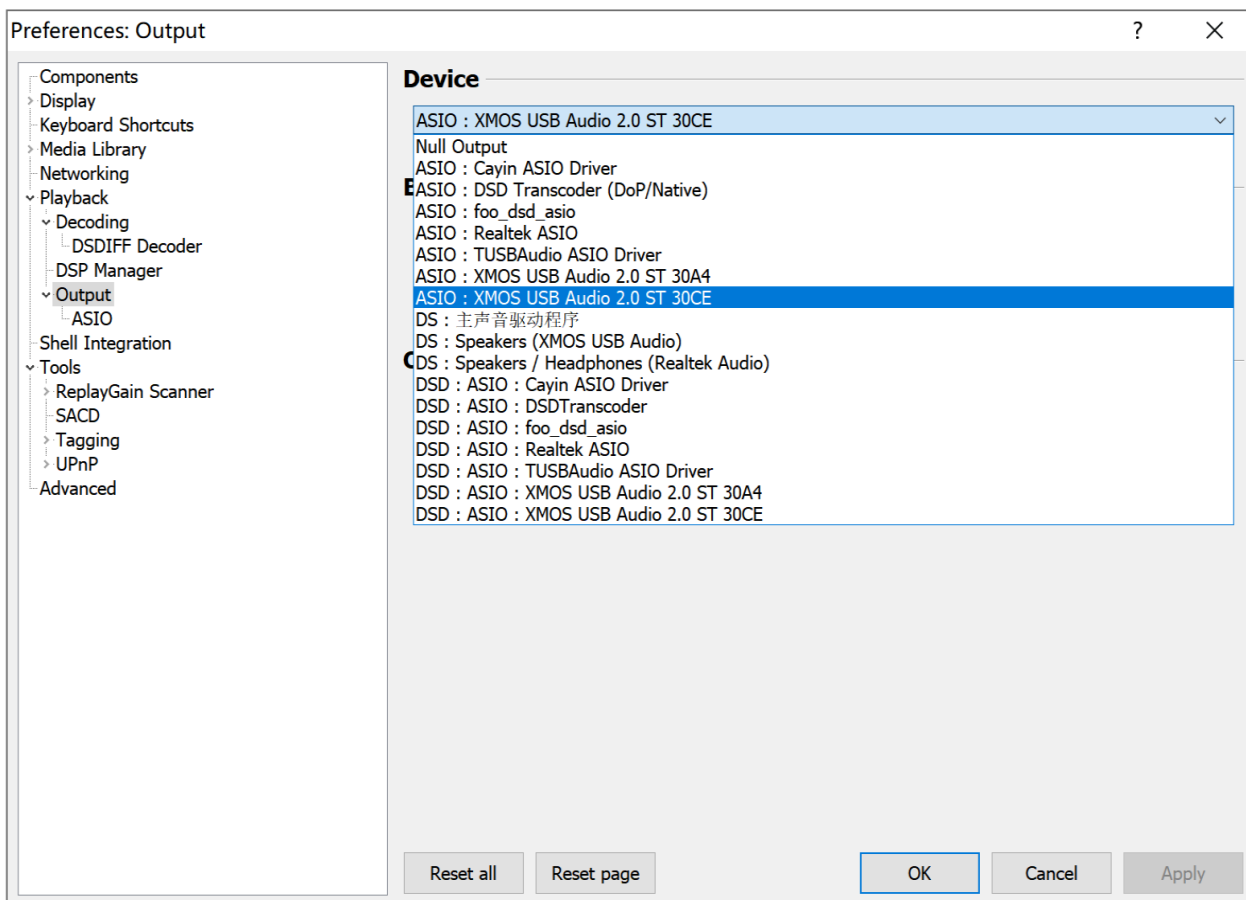 Preferences: Output
?
Components
Display
Keyboard Shortcuts
Media Library
Networking
Playback
Decoding
DSDIFF Decoder
DSP Manager
Output
ASIO
Shell Integration
Tools
ReplayGain Scanner
SACD
Tagging
UPnP
Advanced
Device
ASIO : XMOS USB Audio 2.0 ST 30CE
Null Output
ASIO : Cayin ASIO Driver
ASIO : DSD Transcoder (DoP/Native)
ASIO : foo_dsd_asio
ASIO : Realtek ASIO
ASIO : TUSBAudio ASIO Driver
ASIO : XMOS USB Audio 2.0 ST 30A4
ASIO : XMOS USB Audio 2.0 ST 30CE
DS : 主声音驱动程序
DS : Speakers (XMOS USB Audio)
DS : Speakers / Headphones (Realtek Audio)
DSD : ASIO : Cayin ASIO Driver
DSD : ASIO : DSDTranscoder
DSD : ASIO : foo_dsd_asio
DSD : ASIO : Realtek ASIO
DSD : ASIO : TUSBAudio ASIO Driver
DSD : ASIO : XMOS USB Audio 2.0 ST 30A4
DSD : ASIO : XMOS USB Audio 2.0 ST 30CE
Reset all
Reset page
OK
Cancel
Apply